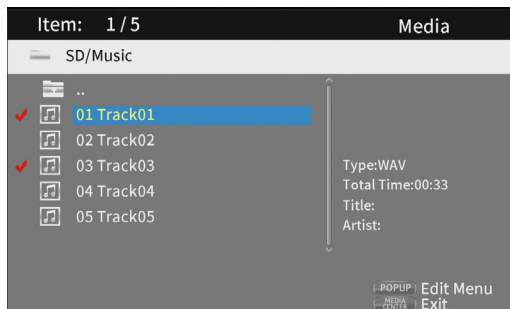 Item: 1/5 Media
SD/Music
..
01 Track01
02 Track02
03 Track03
04 Track04
05 Track05
Type:WAV
Total Time:00:33
Title:
Artist:
POPUP Edit Menu
MEDIA CENTER Exit